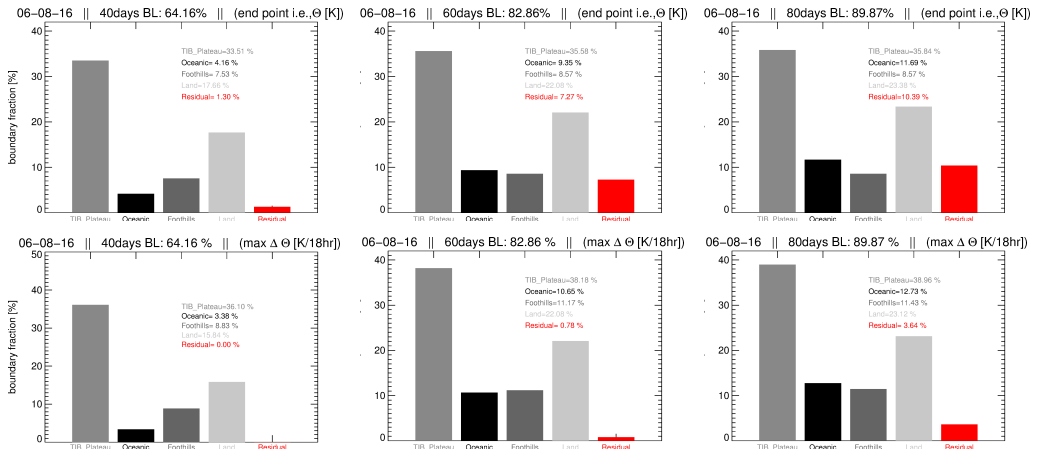 06-08-16 || 40days BL: 64.16% || (end point i.e.,Θ [K])
40
30
20
10
0
boundary fraction [%]
TIB_Plateau=33.51 %
Oceanic= 4.16 %
Foothills= 7.53 %
Land=17.66 %
Residual= 1.30 %
TIB_Plateau Oceanic Foothills Land Residual
06-08-16 || 60days BL: 82.86% || (end point i.e.,Θ [K])
40
30
20
10
0
TIB_Plateau=35.58 %
Oceanic= 9.35 %
Foothills= 8.57 %
Land=22.08 %
Residual= 7.27 %
TIB_Plateau Oceanic Foothills Land Residual
06-08-16 || 80days BL: 89.87% || (end point i.e.,Θ [K])
40
30
20
10
0
TIB_Plateau=35.84 %
Oceanic=11.69 %
Foothills= 8.57 %
Land=23.38 %
Residual=10.39 %
TIB_Plateau Oceanic Foothills Land Residual
06-08-16 || 40days BL: 64.16 % || (max Δ Θ [K/18hr])
50
40
30
20
10
0
boundary fraction [%]
TIB_Plateau=36.10 %
Oceanic= 3.38 %
Foothills= 8.83 %
Land=15.84 %
Residual= 0.00 %
TIB_Plateau Oceanic Foothills Land Residual
06-08-16 || 60days BL: 82.86 % || (max Δ Θ [K/18hr])
40
30
20
10
0
TIB_Plateau=38.18 %
Oceanic=10.65 %
Foothills=11.17 %
Land=22.08 %
Residual= 0.78 %
TIB_Plateau Oceanic Foothills Land Residual
06-08-16 || 80days BL: 89.87 % || (max Δ Θ [K/18hr])
40
30
20
10
0
TIB_Plateau=38.96 %
Oceanic=12.73 %
Foothills=11.43 %
Land=23.12 %
Residual= 3.64 %
TIB_Plateau Oceanic Foothills Land Residual